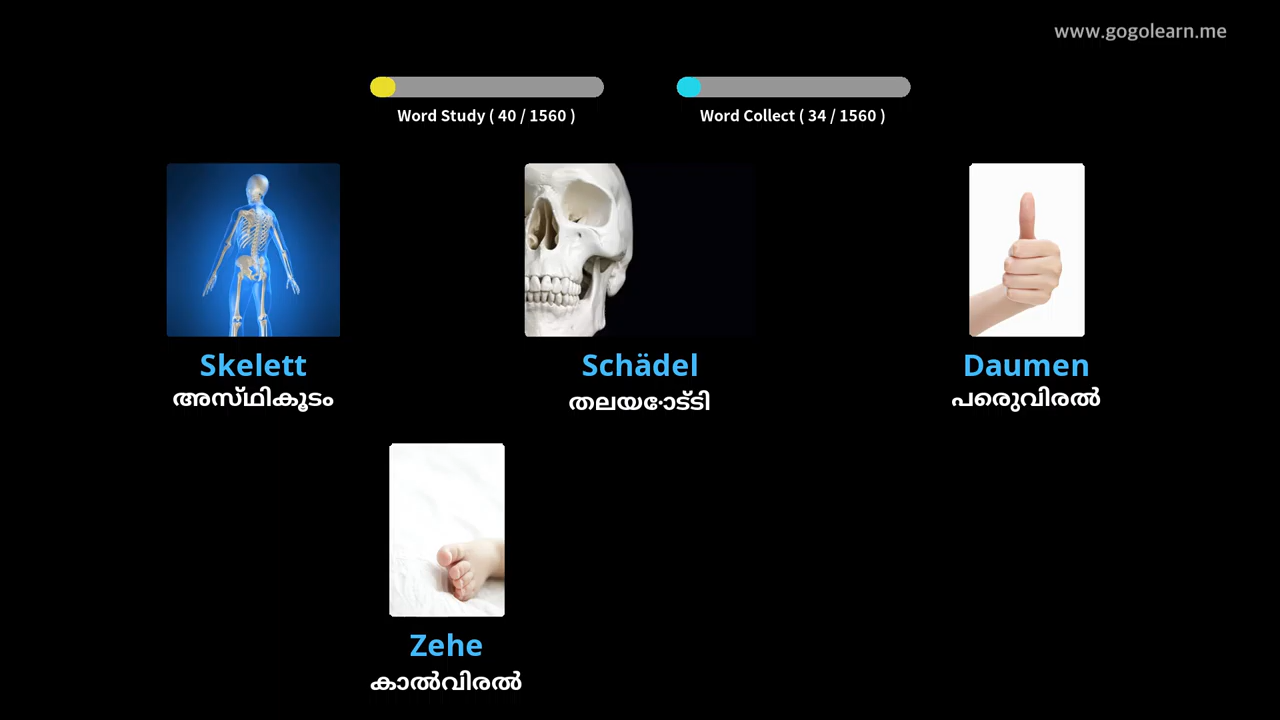 www.gogolearn.me
Word Study ( 40 / 1560 )
Word Collect ( 34 / 1560 )
Skelett
Schädel
Daumen
അസ്ഥികൂടം
തലയോട്ടി
പെരുവിരൽ
Zehe
കാൽവിരൽ